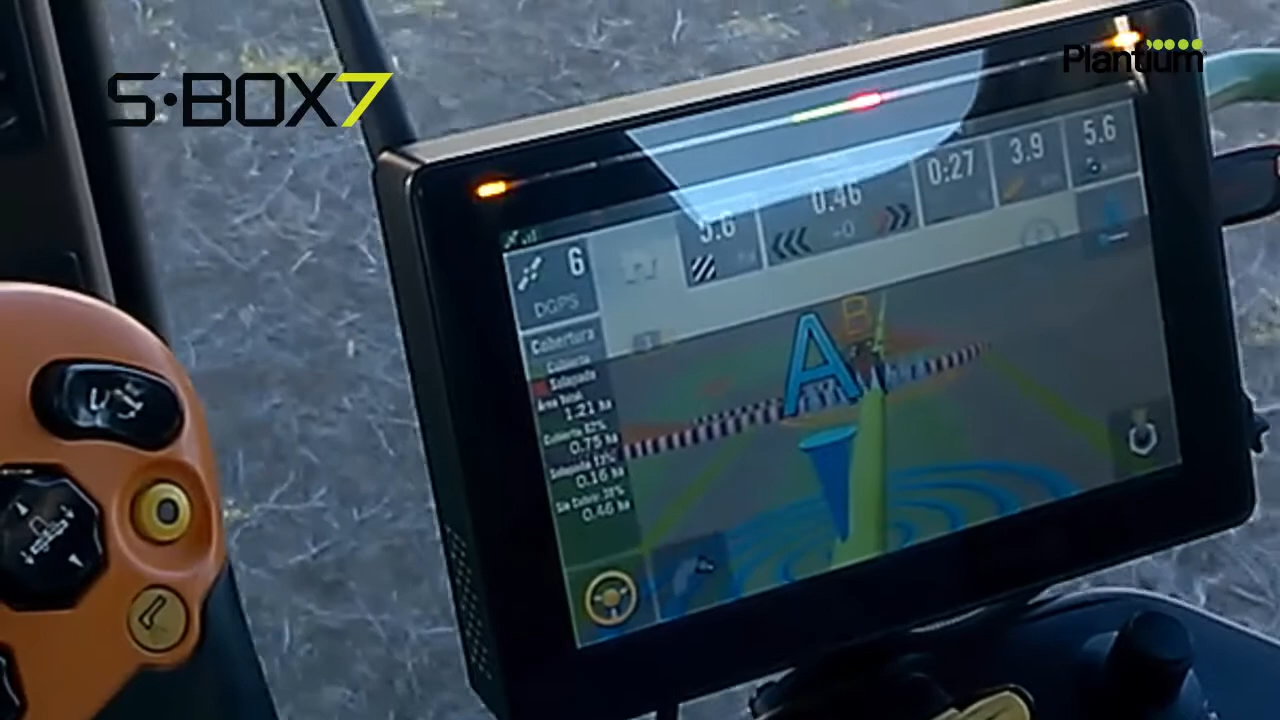 S·BOX7
Plantium
5.6
0.46
0:27
3.9
5.6
6
DGPS
Cobertura
Cubierta
Solapada
Área Total
1.21 ha
Cubierta 62%
0.75 ha
Solapada 13%
0.16 ha
Sin Cubrir 38%
0.46 ha
A
B